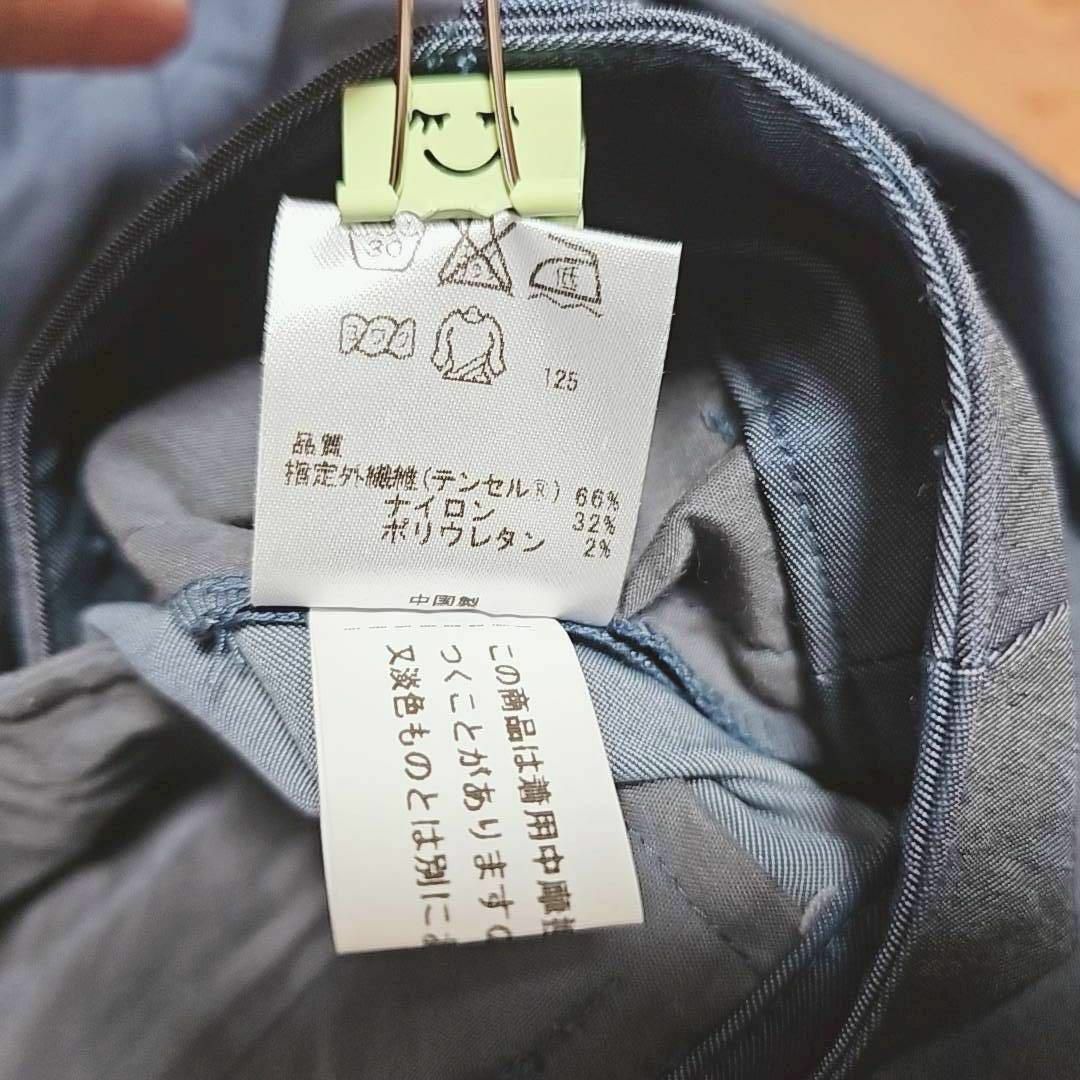 30
低
125
品質
指定外繊維(テンセル®) 66%
ナイロン 32%
ポリウレタン 2%
中国製
この商品は着用中摩
つくことがあります
又淡色ものとは別に